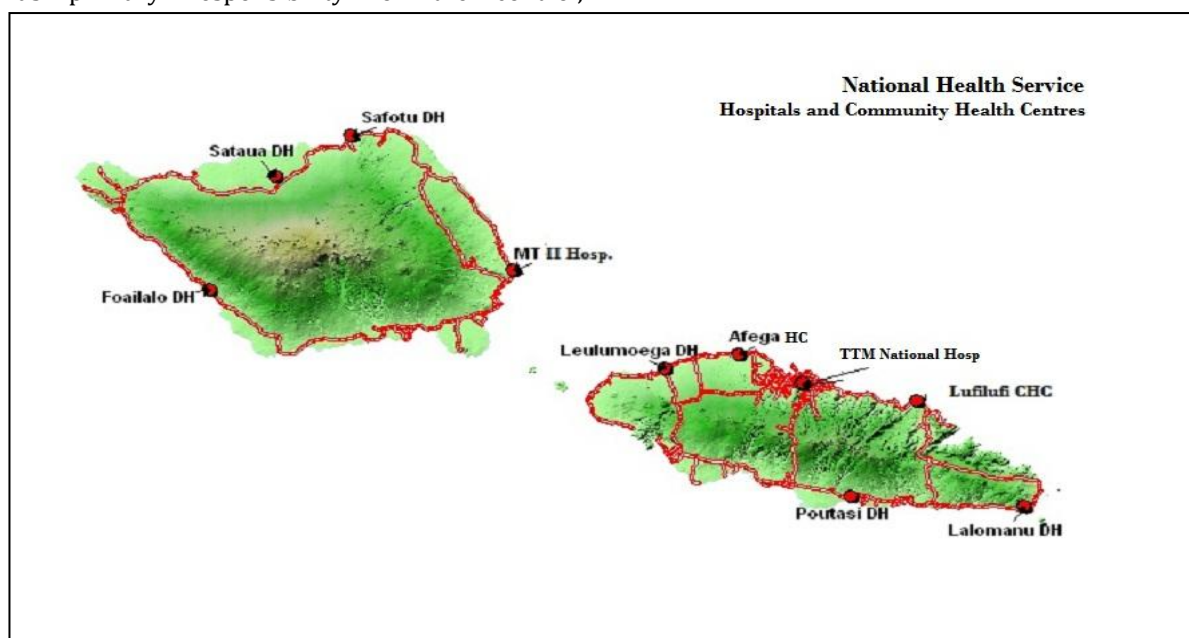 National Health Service
Hospitals and Community Health Centres
Safotu DH
Sataua DH
MT II Hosp.
Foailalo DH
Afega HC
Leulumoega DH
TTM National Hosp
Lufilufi CHC
Poutasi DH
Lalomanu DH